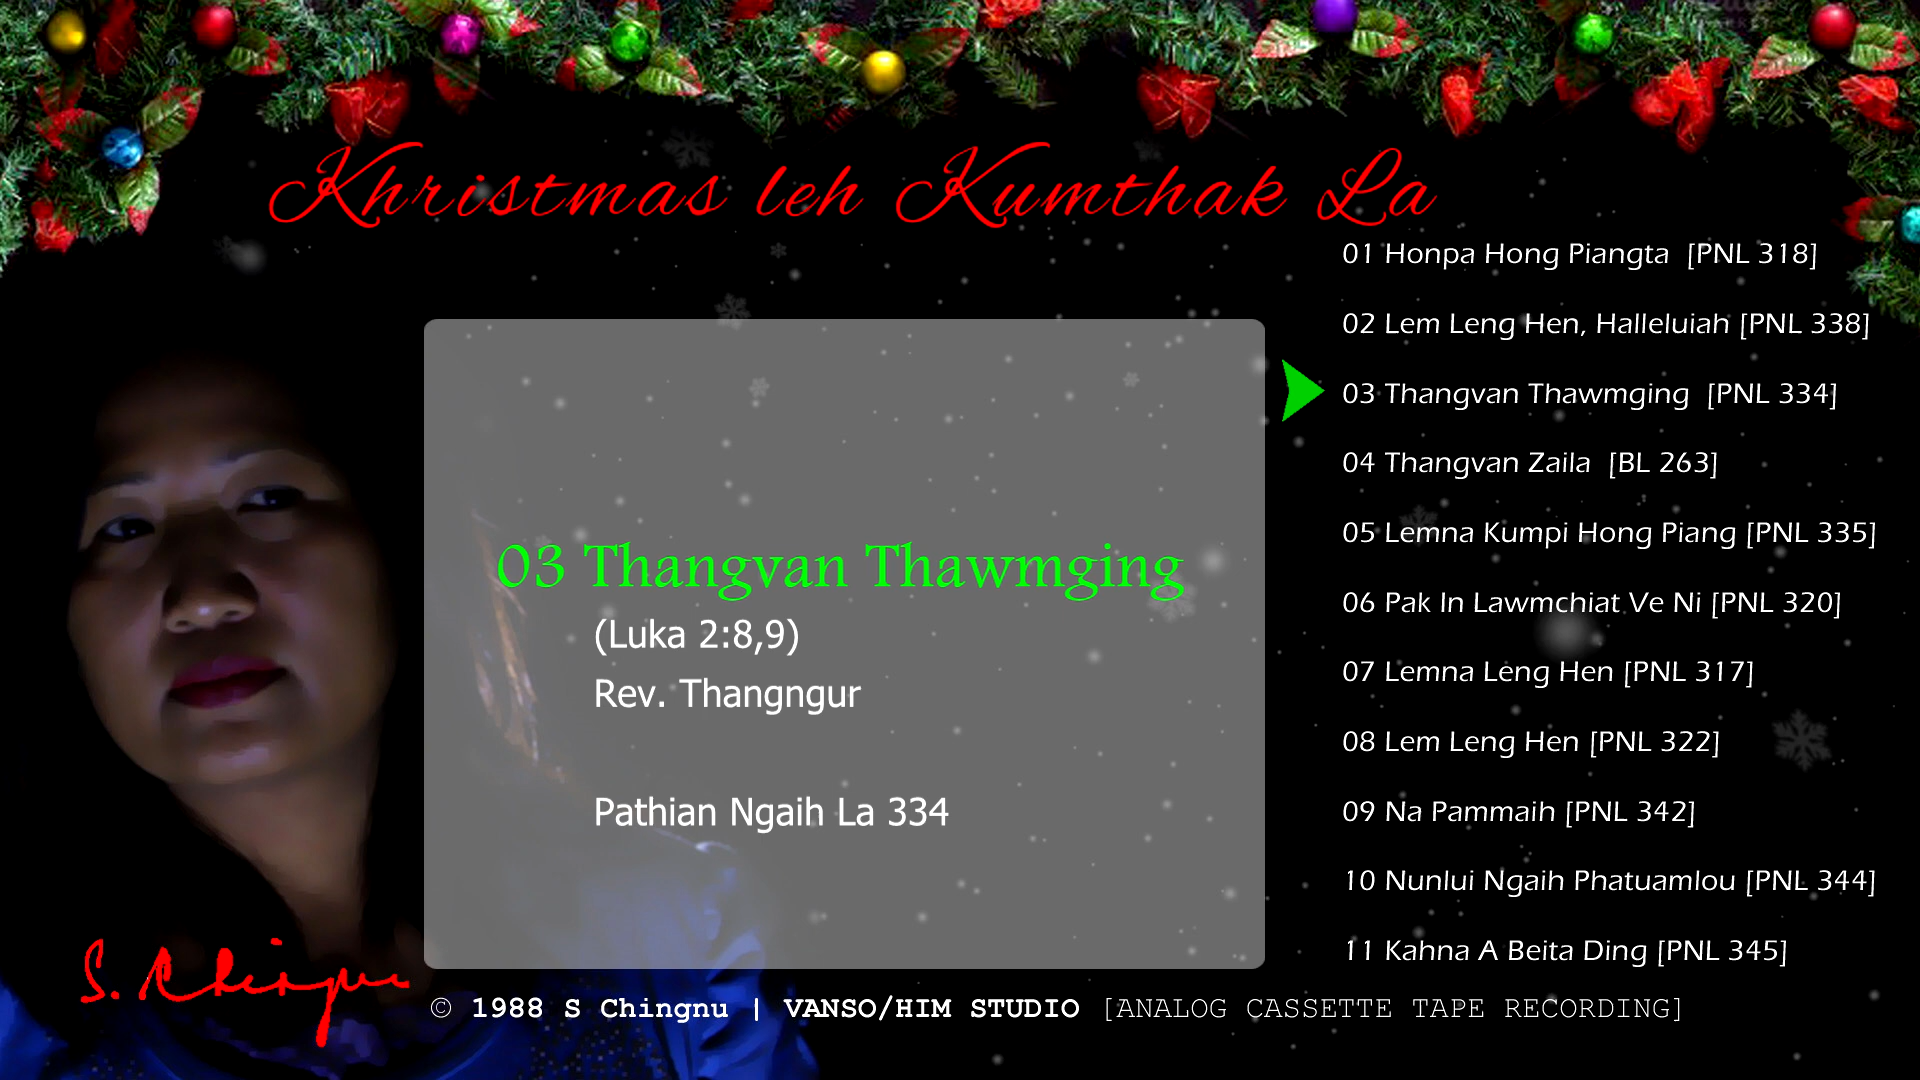 Khristmas leh Kumthak La
01 Honpa Hong Piangta [PNL 318]
02 Lem Leng Hen, Halleluiah [PNL 338]
03 Thangvan Thawmging [PNL 334]
04 Thangvan Zaila [BL 263]
05 Lemna Kumpi Hong Piang [PNL 335]
06 Pak In Lawmchiat Ve Ni [PNL 320]
07 Lemna Leng Hen [PNL 317]
08 Lem Leng Hen [PNL 322]
09 Na Pammaih [PNL 342]
10 Nunlui Ngaih Phatuamlou [PNL 344]
11 Kahna A Beita Ding [PNL 345]
03 Thangvan Thawmging
(Luka 2:8,9)
Rev. Thangngur
Pathian Ngaih La 334
S. Chingnu
© 1988 S Chingnu | VANSO/HIM STUDIO [ANALOG CASSETTE TAPE RECORDING]